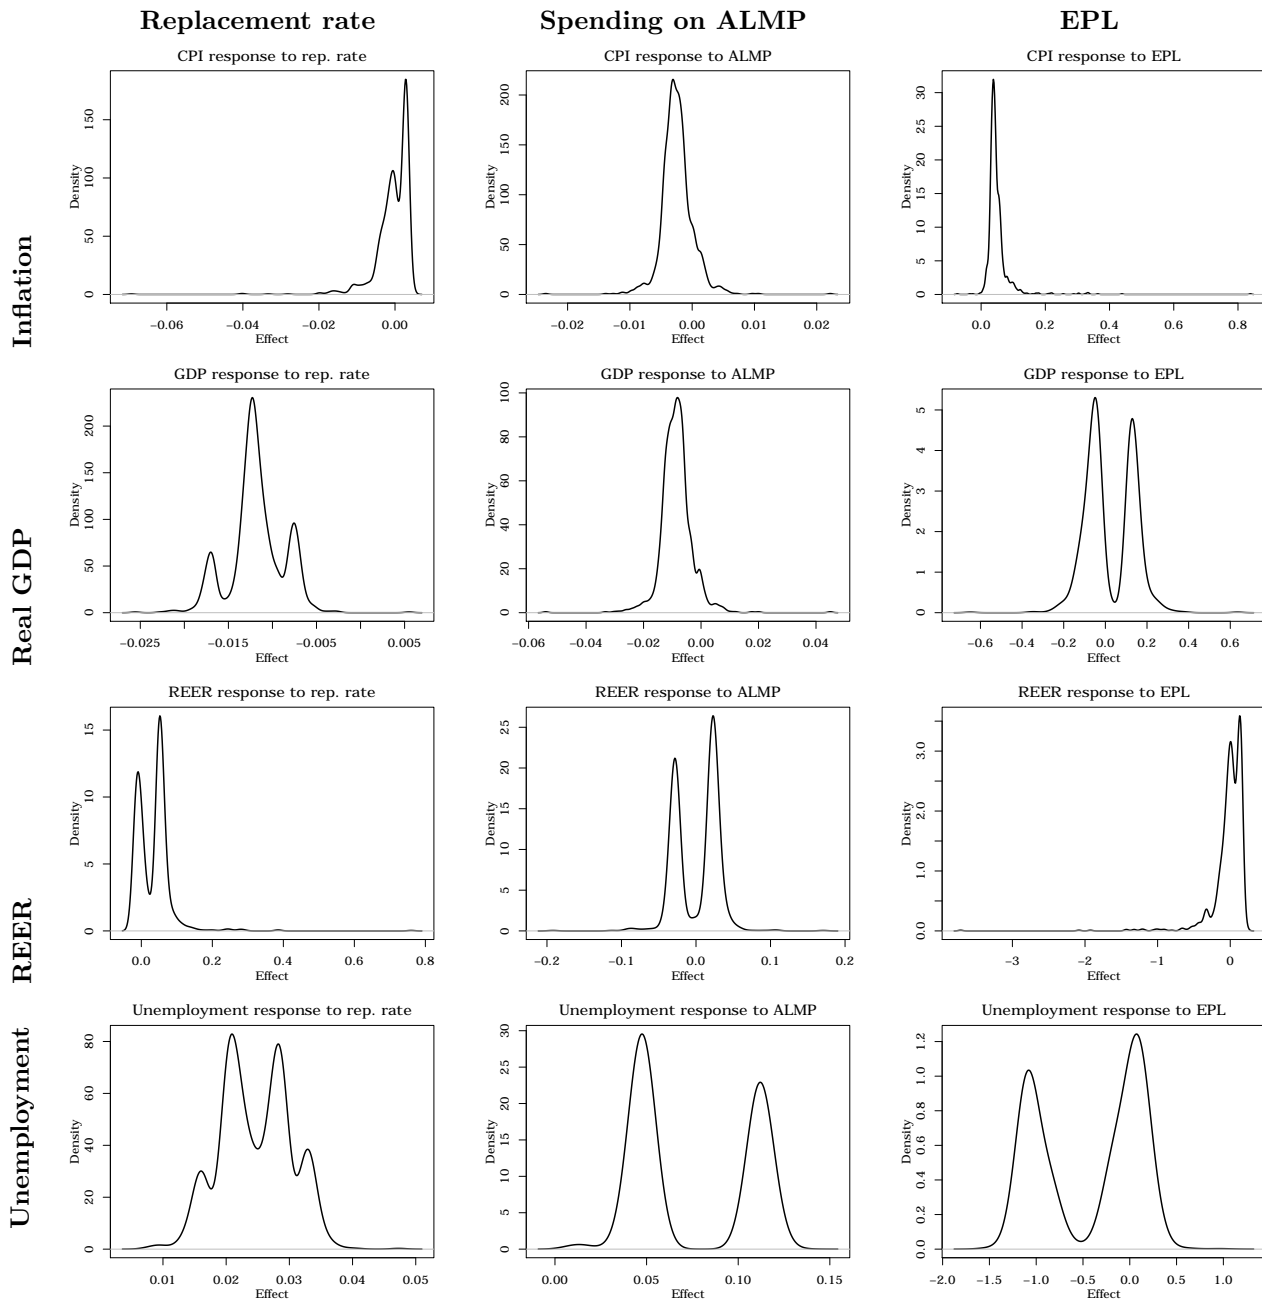 Replacement rate Spending on ALMP EPL
Inflation
CPI response to rep. rate
Density
0 50 100 150
−0.06 −0.04 −0.02 0.00
Effect
CPI response to ALMP
Density
0 50 100 150 200
−0.02 −0.01 0.00 0.01 0.02
Effect
CPI response to EPL
Density
0 5 10 15 20 25 30
0.0 0.2 0.4 0.6 0.8
Effect
Real GDP
GDP response to rep. rate
Density
0 50 100 150 200
−0.025 −0.015 −0.005 0.005
Effect
GDP response to ALMP
Density
0 20 40 60 80 100
−0.06 −0.04 −0.02 0.00 0.02 0.04
Effect
GDP response to EPL
Density
0 1 2 3 4 5
−0.6 −0.4 −0.2 0.0 0.2 0.4 0.6
Effect
REER
REER response to rep. rate
Density
0 5 10 15
0.0 0.2 0.4 0.6 0.8
Effect
REER response to ALMP
Density
0 5 10 15 20 25
−0.2 −0.1 0.0 0.1 0.2
Effect
REER response to EPL
Density
0.0 1.0 2.0 3.0
−3 −2 −1 0
Effect
Unemployment
Unemployment response to rep. rate
Density
0 20 40 60 80
0.01 0.02 0.03 0.04 0.05
Effect
Unemployment response to ALMP
Density
0 5 10 15 20 25 30
0.00 0.05 0.10 0.15
Effect
Unemployment response to EPL
Density
0.0 0.2 0.4 0.6 0.8 1.0 1.2
−2.0 −1.5 −1.0 −0.5 0.0 0.5 1.0
Effect